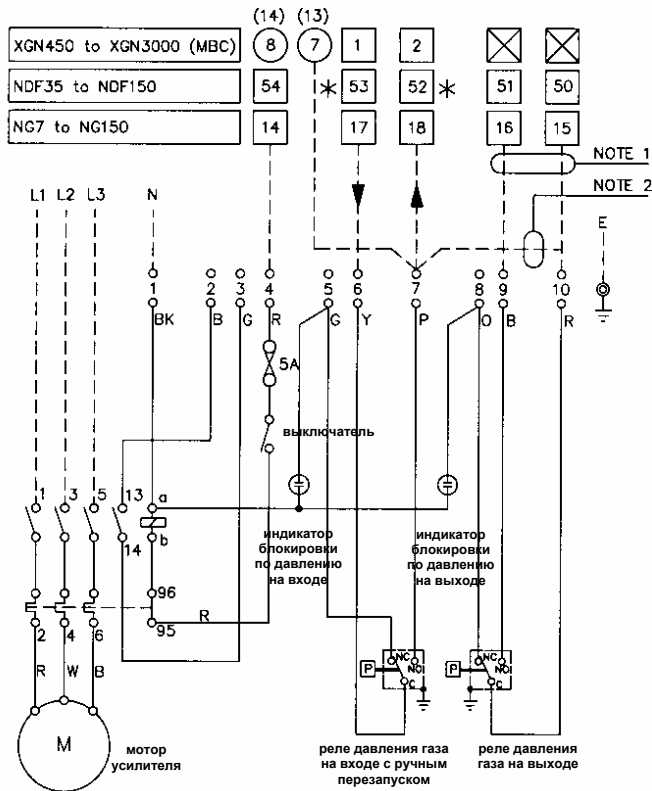 (14) (13)
XGN450 to XGN3000 (MBC) 8 7 1 2
NDF35 to NDF150 54 * 53 52 * 51 50
NG7 to NG150 14 17 18 16 15
NOTE 1
NOTE 2
L1 L2 L3 N E
1 2 3 4 5 6 7 8 9 10
BK B G R G Y P O B R
5A
выключатель
1 3 5 13 a
14 b
индикатор
блокировки
по давлению
на входе
индикатор
блокировки
по давлению
на выходе
96
R 95
2 4 6
R W B
P NC NO C
P NC NO C
M
мотор
усилителя
реле давления газа
на входе с ручным
перезапуском
реле давления
газа на выходе